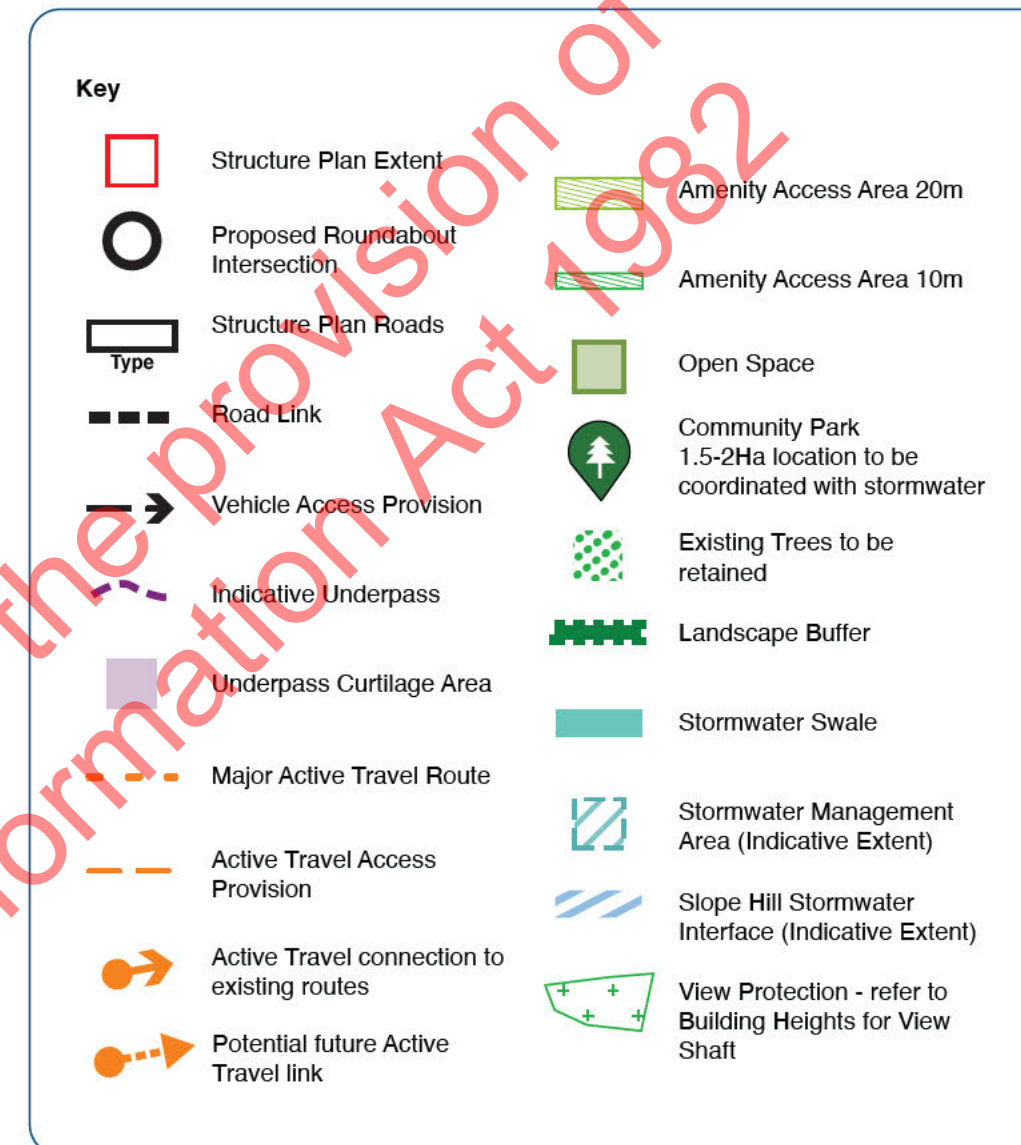 Key
Structure Plan Extent
Proposed Roundabout
Intersection
Structure Plan Roads
Type
Road Link
Vehicle Access Provision
Indicative Underpass
Underpass Curtilage Area
Major Active Travel Route
Active Travel Access
Provision
Active Travel connection to
existing routes
Potential future Active
Travel link
Amenity Access Area 20m
Amenity Access Area 10m
Open Space
Community Park
1.5-2Ha location to be
coordinated with stormwater
Existing Trees to be
retained
Landscape Buffer
Stormwater Swale
Stormwater Management
Area (Indicative Extent)
Slope Hill Stormwater
Interface (Indicative Extent)
View Protection - refer to
Building Heights for View
Shaft
the provision of
formation Act 1982